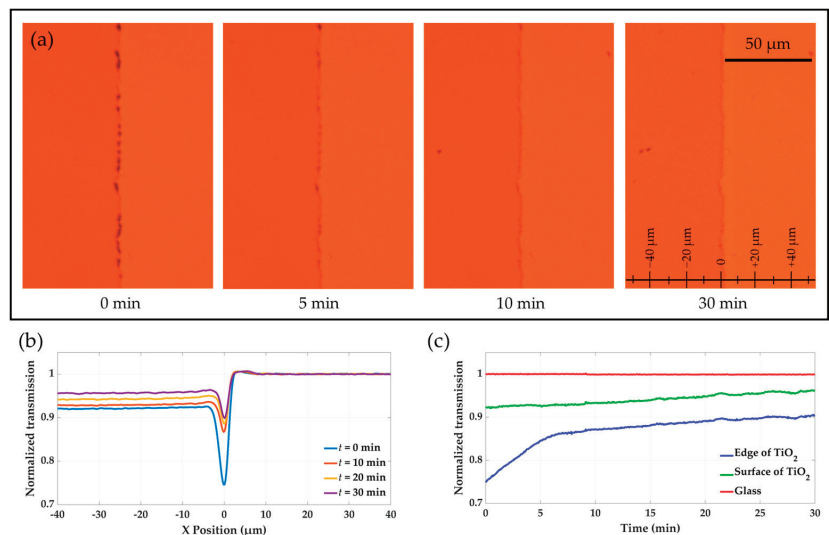 (a)
50 μm
−40 μm
−20 μm
0
+20 μm
+40 μm
0 min
5 min
10 min
30 min
(b)
Normalized transmission
1
0.9
0.8
0.7
-40
-30
-20
-10
0
10
20
30
40
X Position (μm)
t = 0 min
t = 10 min
t = 20 min
t = 30 min
(c)
Normalized transmission
1
0.9
0.8
0.7
0
5
10
15
20
25
30
Time (min)
Edge of TiO₂
Surface of TiO₂
Glass